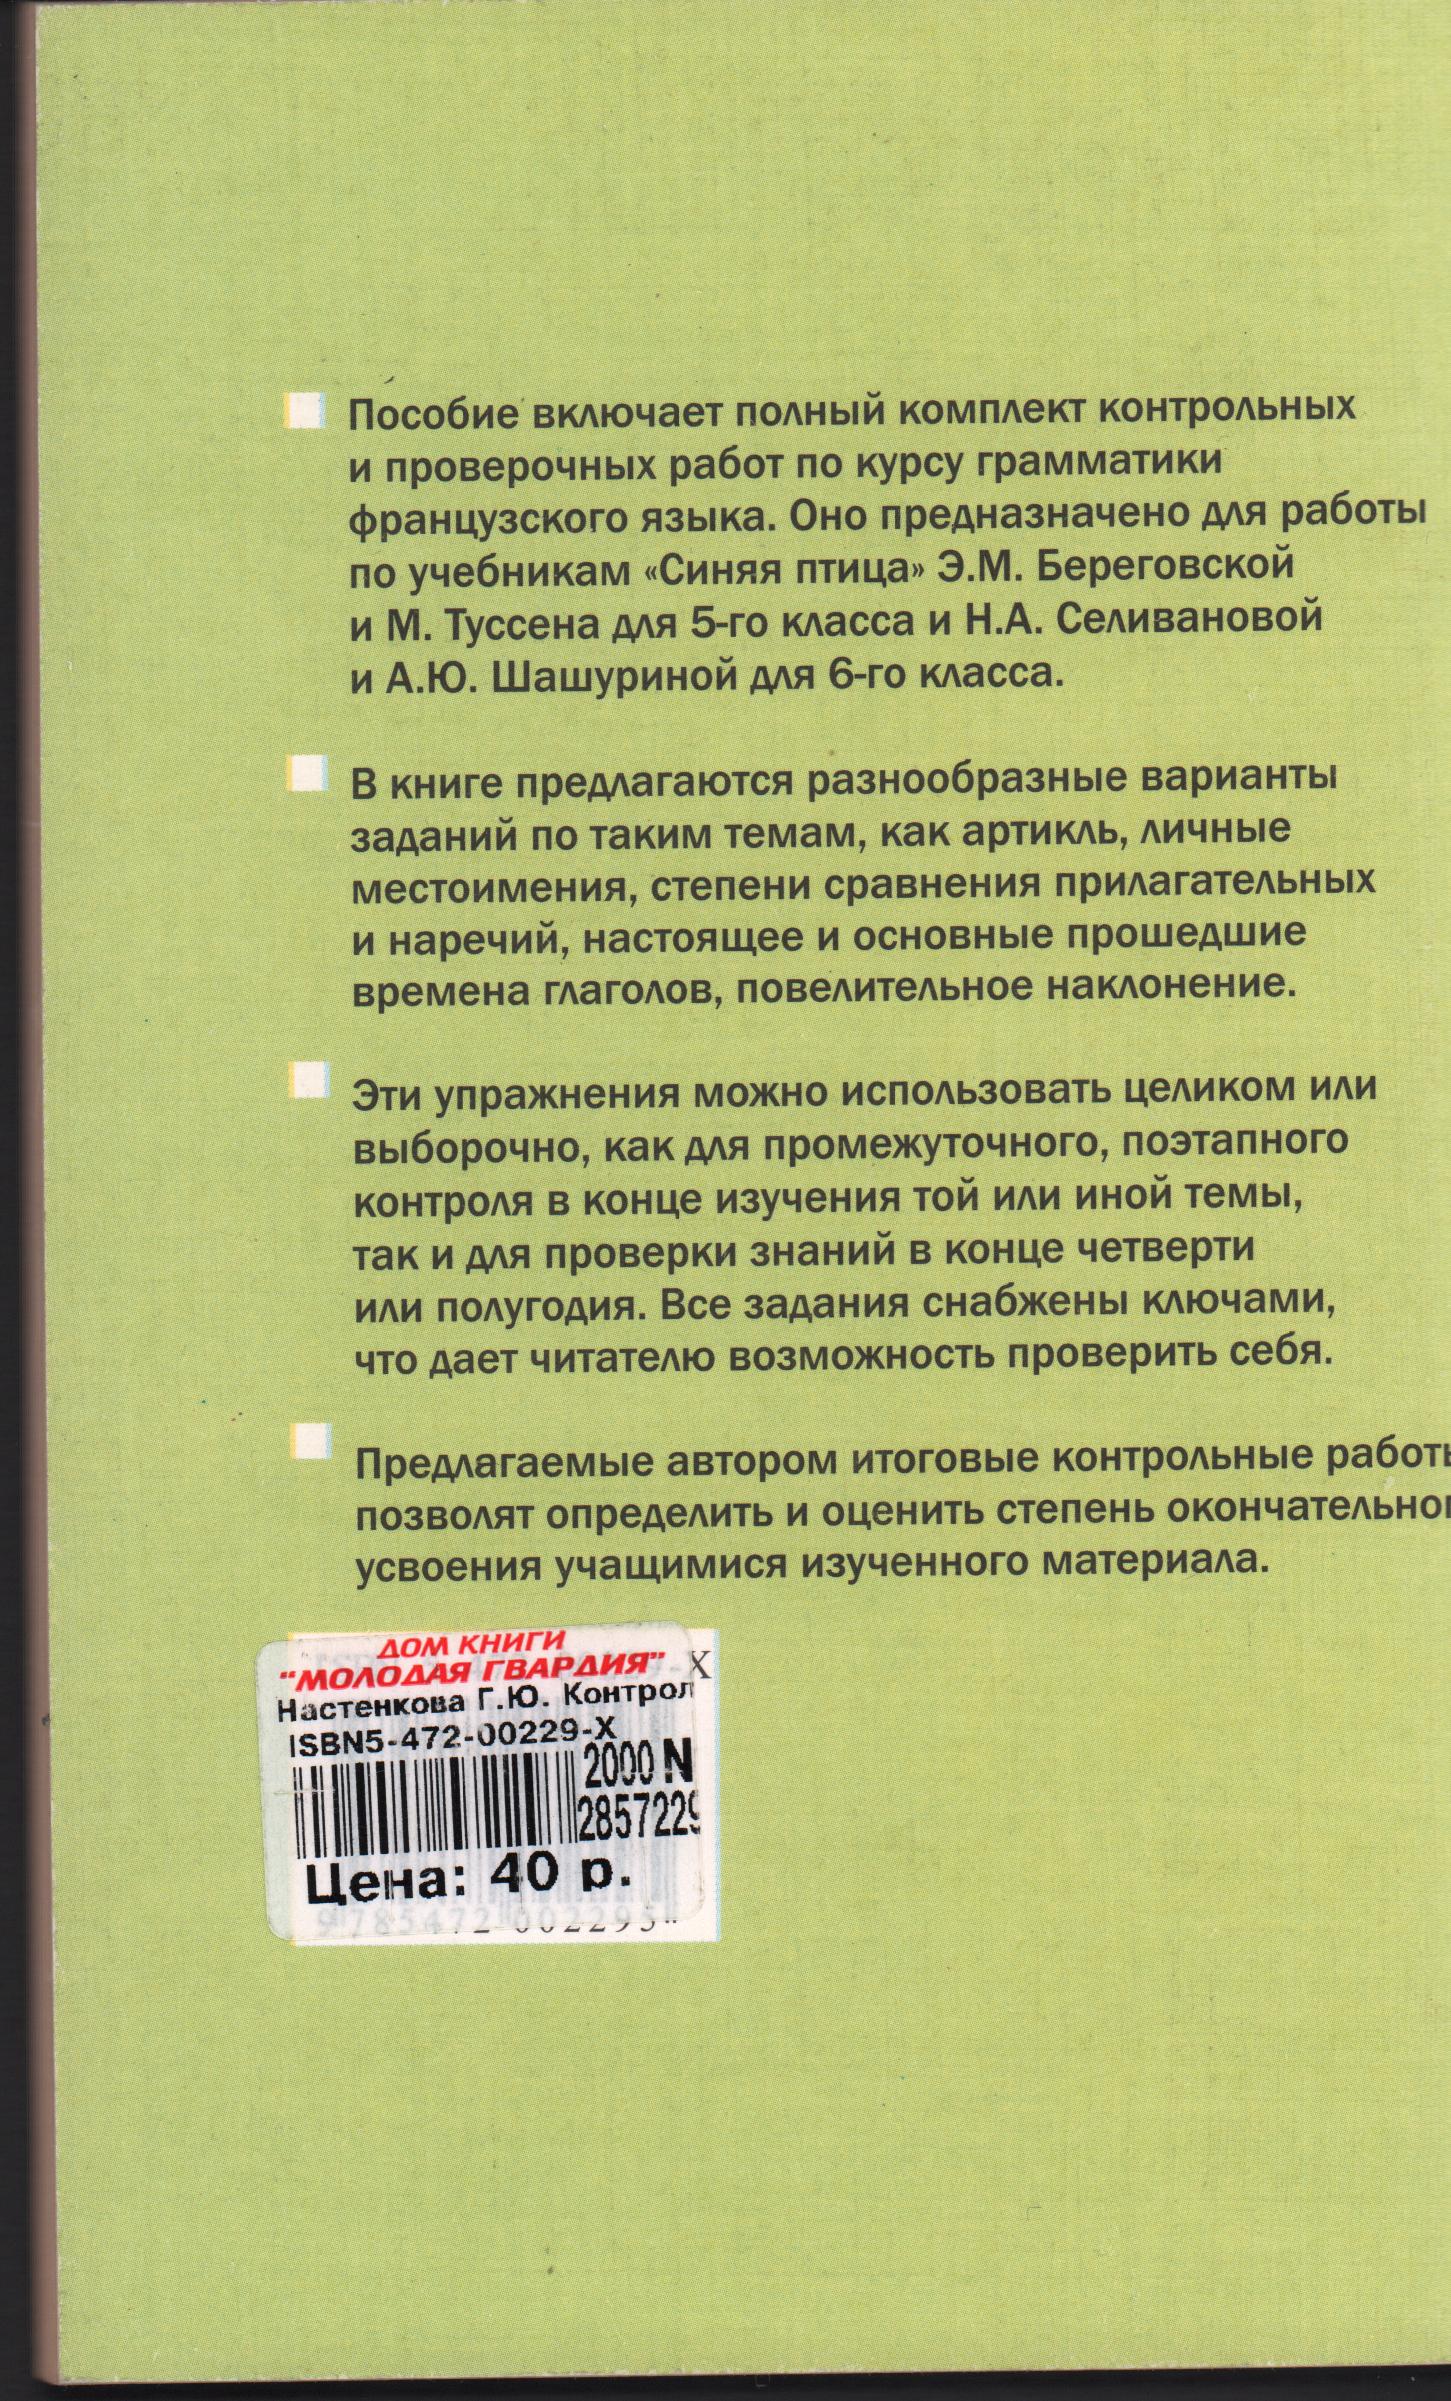 Пособие включает полный комплект контрольных
и проверочных работ по курсу грамматики
французского языка. Оно предназначено для работы
по учебникам «Синяя птица» Э.М. Береговской
и М. Туссена для 5-го класса и Н.А. Селивановой
и А.Ю. Шашуриной для 6-го класса.
В книге предлагаются разнообразные варианты
заданий по таким темам, как артикль, личные
местоимения, степени сравнения прилагательных
и наречий, настоящее и основные прошедшие
времена глаголов, повелительное наклонение.
Эти упражнения можно использовать целиком или
выборочно, как для промежуточного, поэтапного
контроля в конце изучения той или иной темы,
так и для проверки знаний в конце четверти
или полугодия. Все задания снабжены ключами,
что дает читателю возможность проверить себя.
Предлагаемые автором итоговые контрольные
позволят определить и оценить степень
усвоения учащимися изученного материала.
ДОМ КНИГИ
"МОЛОДАЯ ГВАРДИЯ" X
Настенкова Г.Ю. Контрол
ISBN5-472-00229-X
2000 N
2857229
Цена: 40 р.
9 785472 002295